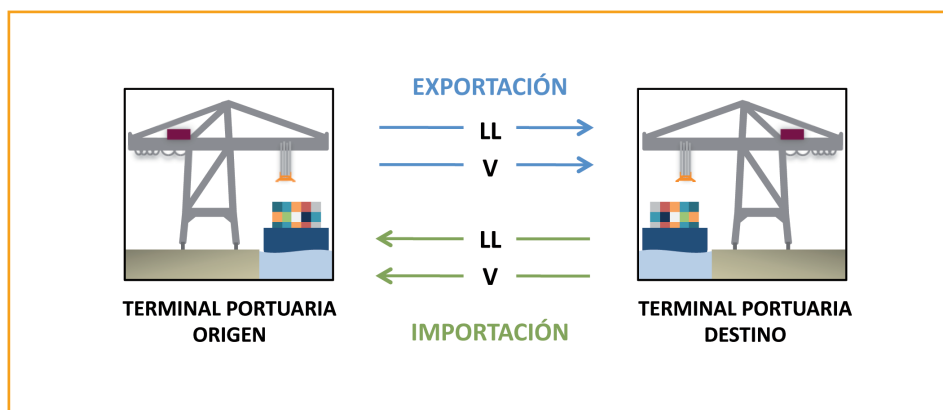 EXPORTACIÓN
LL
V
LL
V
TERMINAL PORTUARIA
ORIGEN
IMPORTACIÓN
TERMINAL PORTUARIA
DESTINO